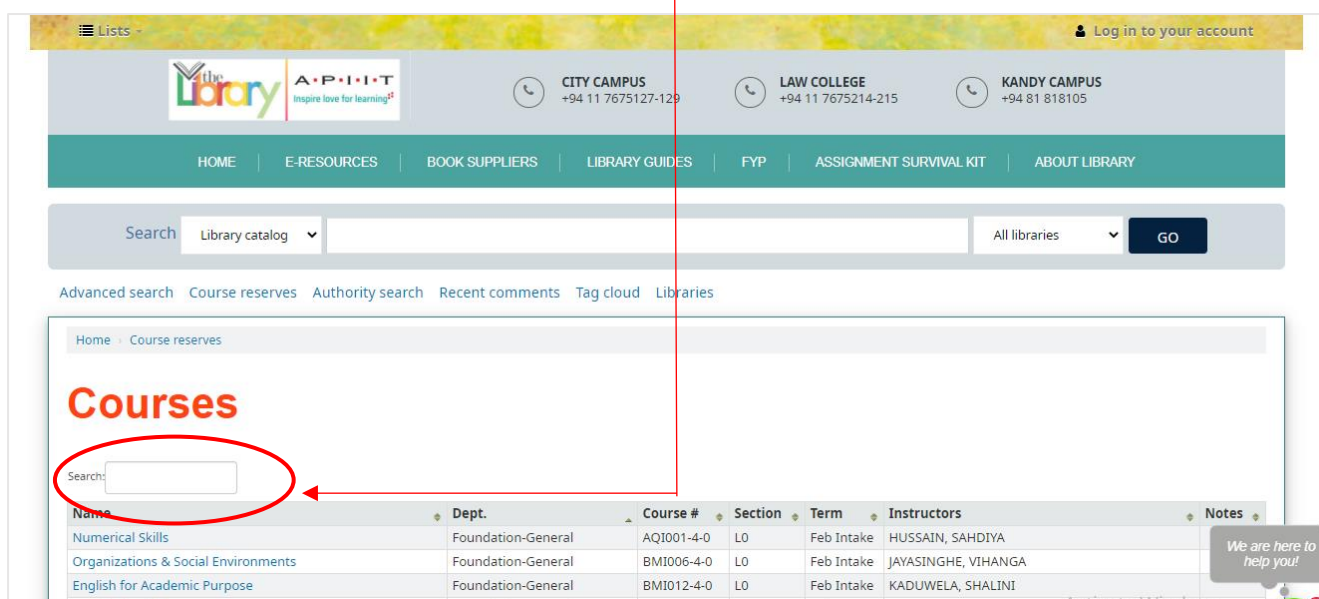 Lists
Log in to your account
the Library
A·P·I·I·T
Inspire love for learning
CITY CAMPUS
+94 11 7675127-129
LAW COLLEGE
+94 11 7675214-215
KANDY CAMPUS
+94 81 818105
HOME E-RESOURCES BOOK SUPPLIERS LIBRARY GUIDES FYP ASSIGNMENT SURVIVAL KIT ABOUT LIBRARY
Search Library catalog All libraries GO
Advanced search Course reserves Authority search Recent comments Tag cloud Libraries
Home › Course reserves
Courses
Search:
Name Dept. Course # Section Term Instructors Notes
Numerical Skills Foundation-General AQI001-4-0 L0 Feb Intake HUSSAIN, SAHDIYA
Organizations & Social Environments Foundation-General BMI006-4-0 L0 Feb Intake JAYASINGHE, VIHANGA
English for Academic Purpose Foundation-General BMI012-4-0 L0 Feb Intake KADUWELA, SHALINI
We are here to
help you!